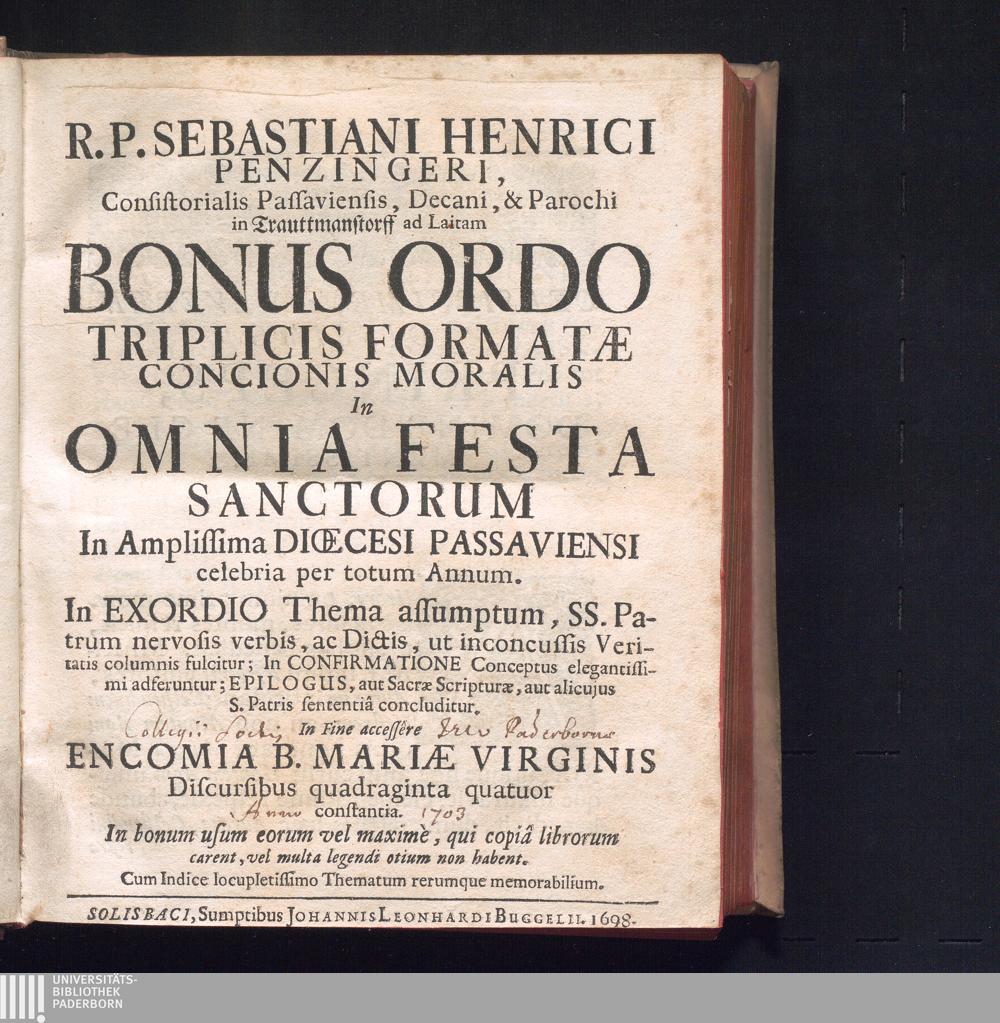 R. P. SEBASTIANI HENRICI
PENZINGERI,
Consistorialis Passaviensis, Decani, & Parochi
in Trauttmanstorff ad Laitam
BONUS ORDO
TRIPLICIS FORMATÆ
CONCIONIS MORALIS
In
OMNIA FESTA
SANCTORUM
In Amplissima DIŒCESI PASSAVIENSI
celebria per totum Annum.
In EXORDIO Thema assumptum, SS. Pa-
trum nervosis verbis, ac Dictis, ut inconcussis Veri-
tatis columnis fulcitur; In CONFIRMATIONE Conceptus elegantissi-
mi adferuntur; EPILOGUS, aut Sacræ Scripturæ, aut alicujus
S. Patris sententiâ concluditur.
Collegii In Fine accessêre Paderbornæ
ENCOMIA B. MARIÆ VIRGINIS
Discursibus quadraginta quatuor
Anno constantia. 1703
In bonum usum eorum vel maximè, qui copiâ librorum
carent, vel multa legendi otium non habent.
Cum Indice locupletissimo Thematum rerumque memorabilium.
SOLISBACI, Sumptibus JOHANNIS LEONHARDI BUGGELII. 1698.
UNIVERSITÄTS-
BIBLIOTHEK
PADERBORN